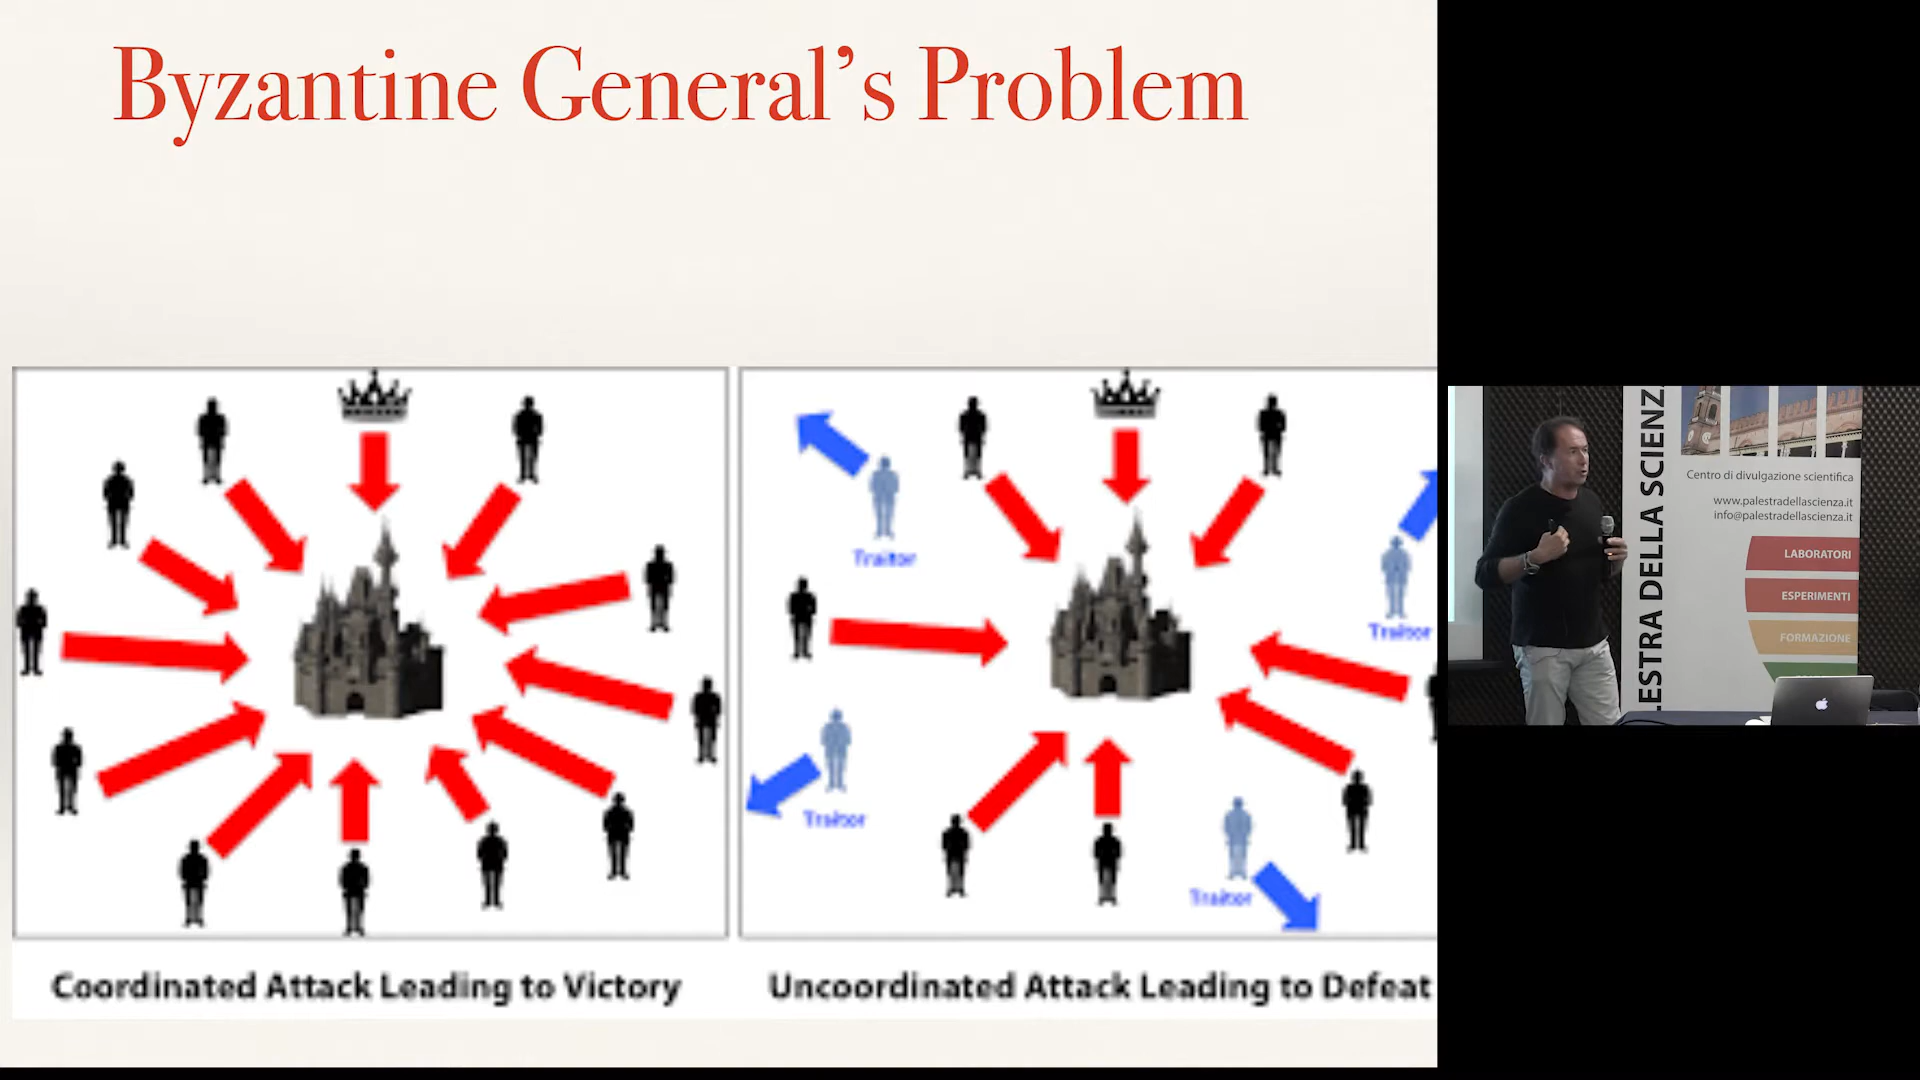 Byzantine General’s Problem
Traitor
Traitor
Traitor
Traitor
Coordinated Attack Leading to Victory
Uncoordinated Attack Leading to Defeat
LESTRA DELLA SCIENZ
Centro di divulgazione scientifica
www.palestradellascienza.it
info@palestradellascienza.it
LABORATORI
ESPERIMENTI
FORMAZIONE